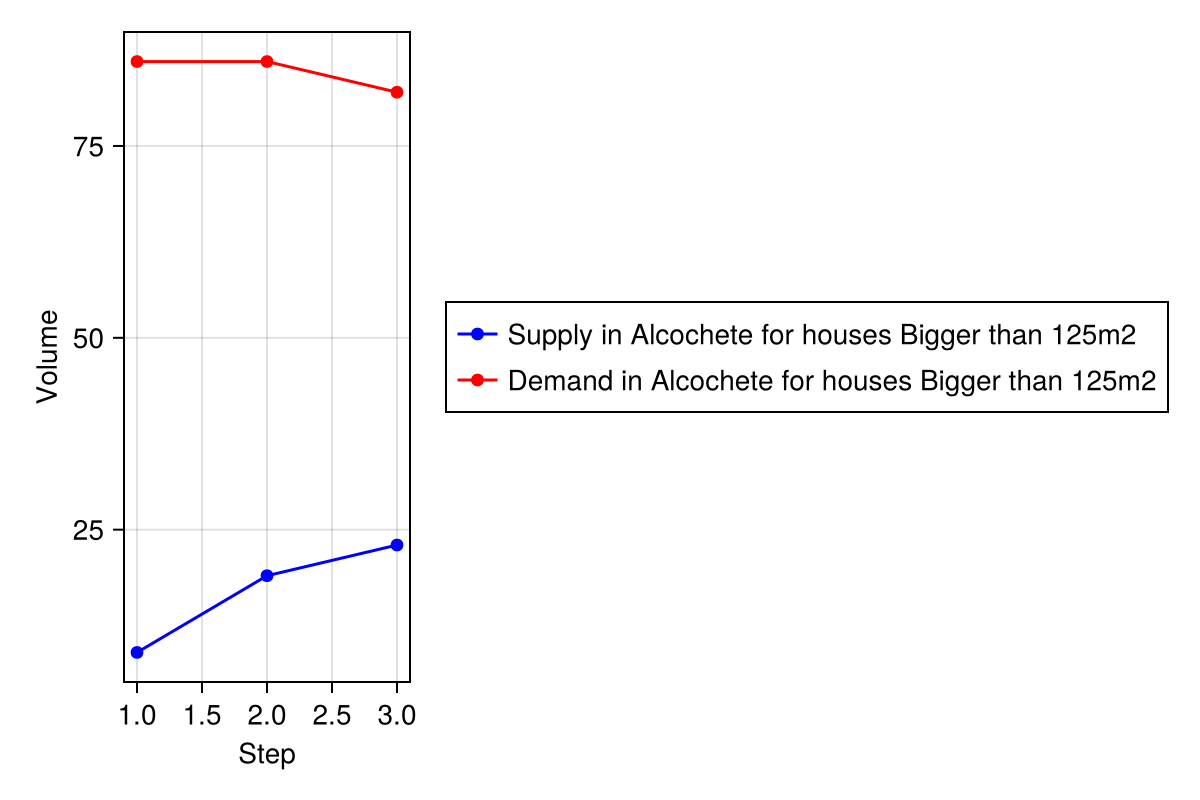 75
50
25
Volume
1.0 1.5 2.0 2.5 3.0
Step
Supply in Alcochete for houses Bigger than 125m2
Demand in Alcochete for houses Bigger than 125m2